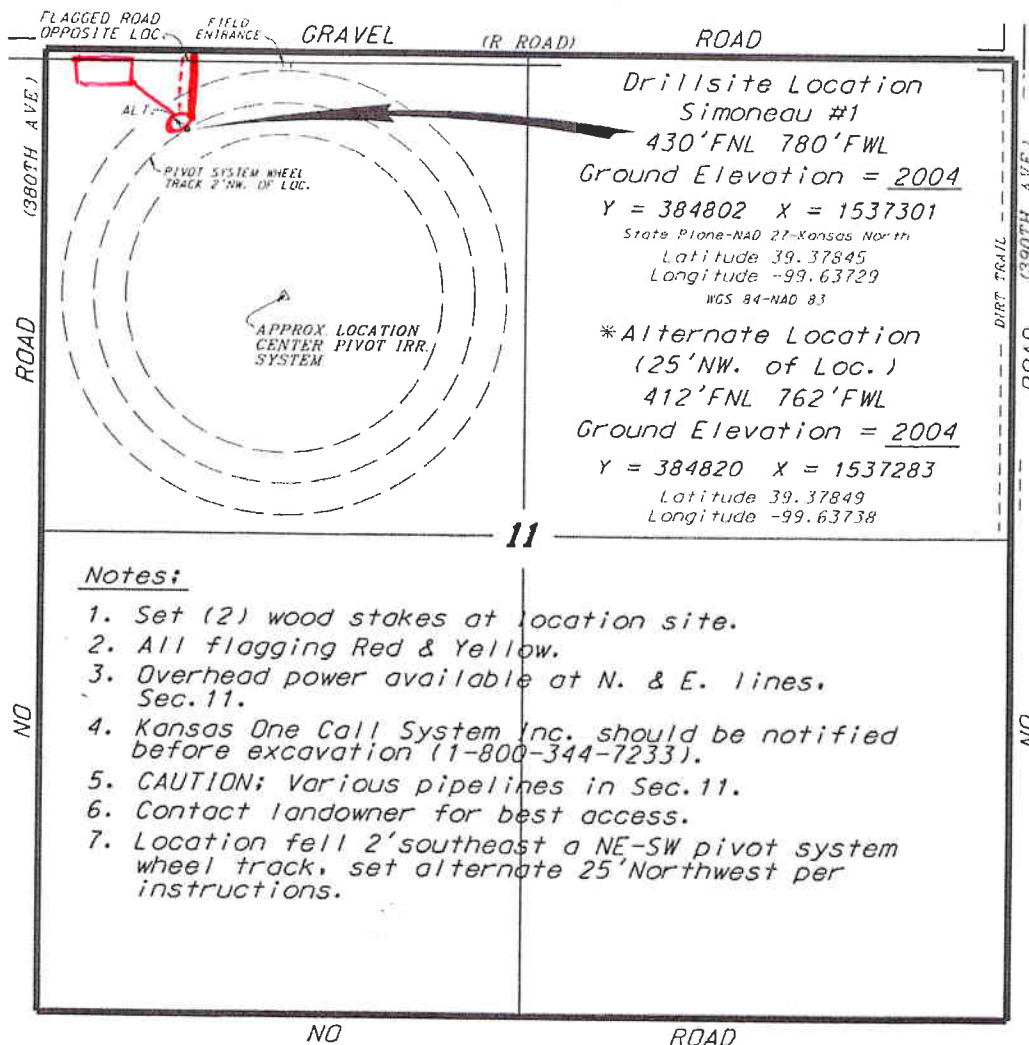 FLAGGED ROAD
OPPOSITE LOC.
FIELD
ENTRANCE
GRAVEL (R ROAD) ROAD
(380TH AVE)
ROAD
NO
ALT.
PIVOT SYSTEM WHEEL
TRACK 2'NW. OF LOC.
APPROX. LOCATION
CENTER PIVOT IRR.
SYSTEM
Drillsite Location
Simoneau #1
430'FNL 780'FWL
Ground Elevation = 2004
Y = 384802 X = 1537301
State Plane-NAD 27-Kansas North
Latitude 39.37845
Longitude -99.63729
WGS 84-NAD 83
*Alternate Location
(25'NW. of Loc.)
412'FNL 762'FWL
Ground Elevation = 2004
Y = 384820 X = 1537283
Latitude 39.37849
Longitude -99.63738
DIRT TRAIL
(390TH AVE)
ROAD
NO
11
Notes:
1. Set (2) wood stakes at location site.
2. All flagging Red & Yellow.
3. Overhead power available at N. & E. lines,
Sec.11.
4. Kansas One Call System Inc. should be notified
before excavation (1-800-344-7233).
5. CAUTION: Various pipelines in Sec.11.
6. Contact landowner for best access.
7. Location fell 2'southeast a NE-SW pivot system
wheel track, set alternate 25'Northwest per
instructions.
NO ROAD